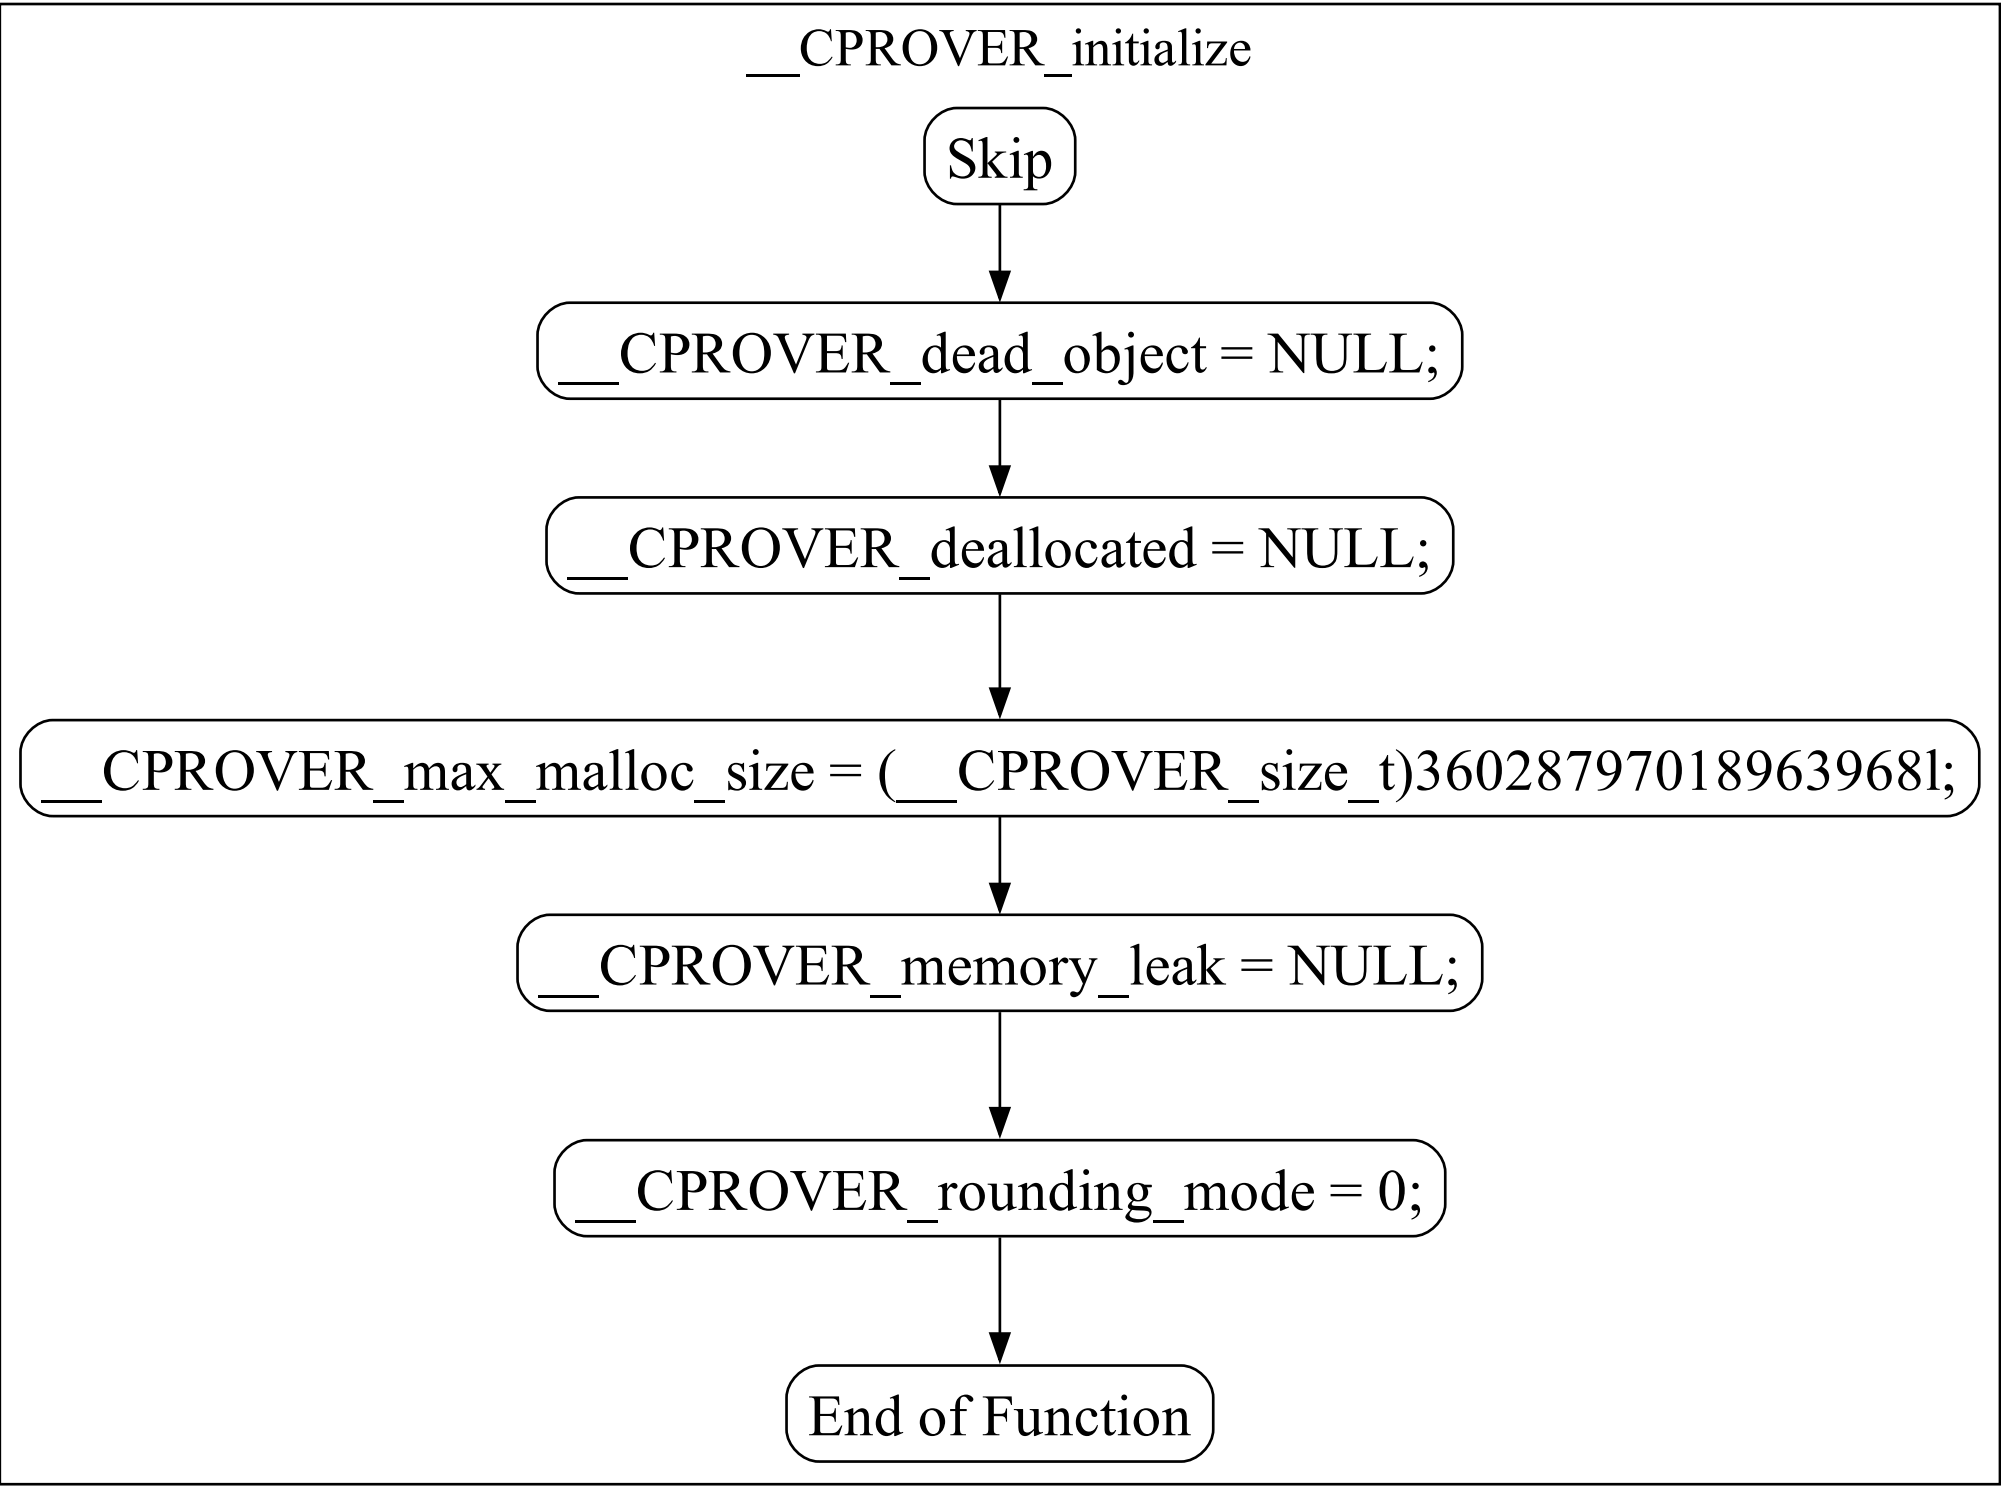 __CPROVER_initialize
Skip
__CPROVER_dead_object = NULL;
__CPROVER_deallocated = NULL;
__CPROVER_max_malloc_size = (__CPROVER_size_t)36028797018963968l;
__CPROVER_memory_leak = NULL;
__CPROVER_rounding_mode = 0;
End of Function